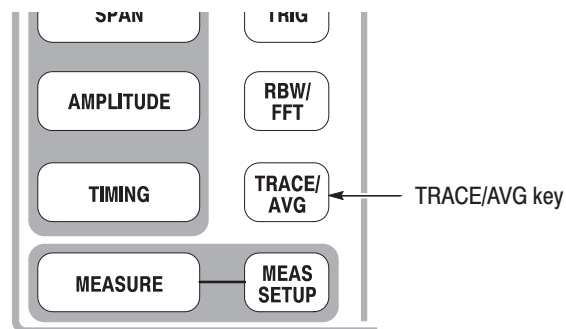 SPAN
TRIG
AMPLITUDE
RBW/
FFT
TIMING
TRACE/
AVG
TRACE/AVG key
MEASURE
MEAS
SETUP